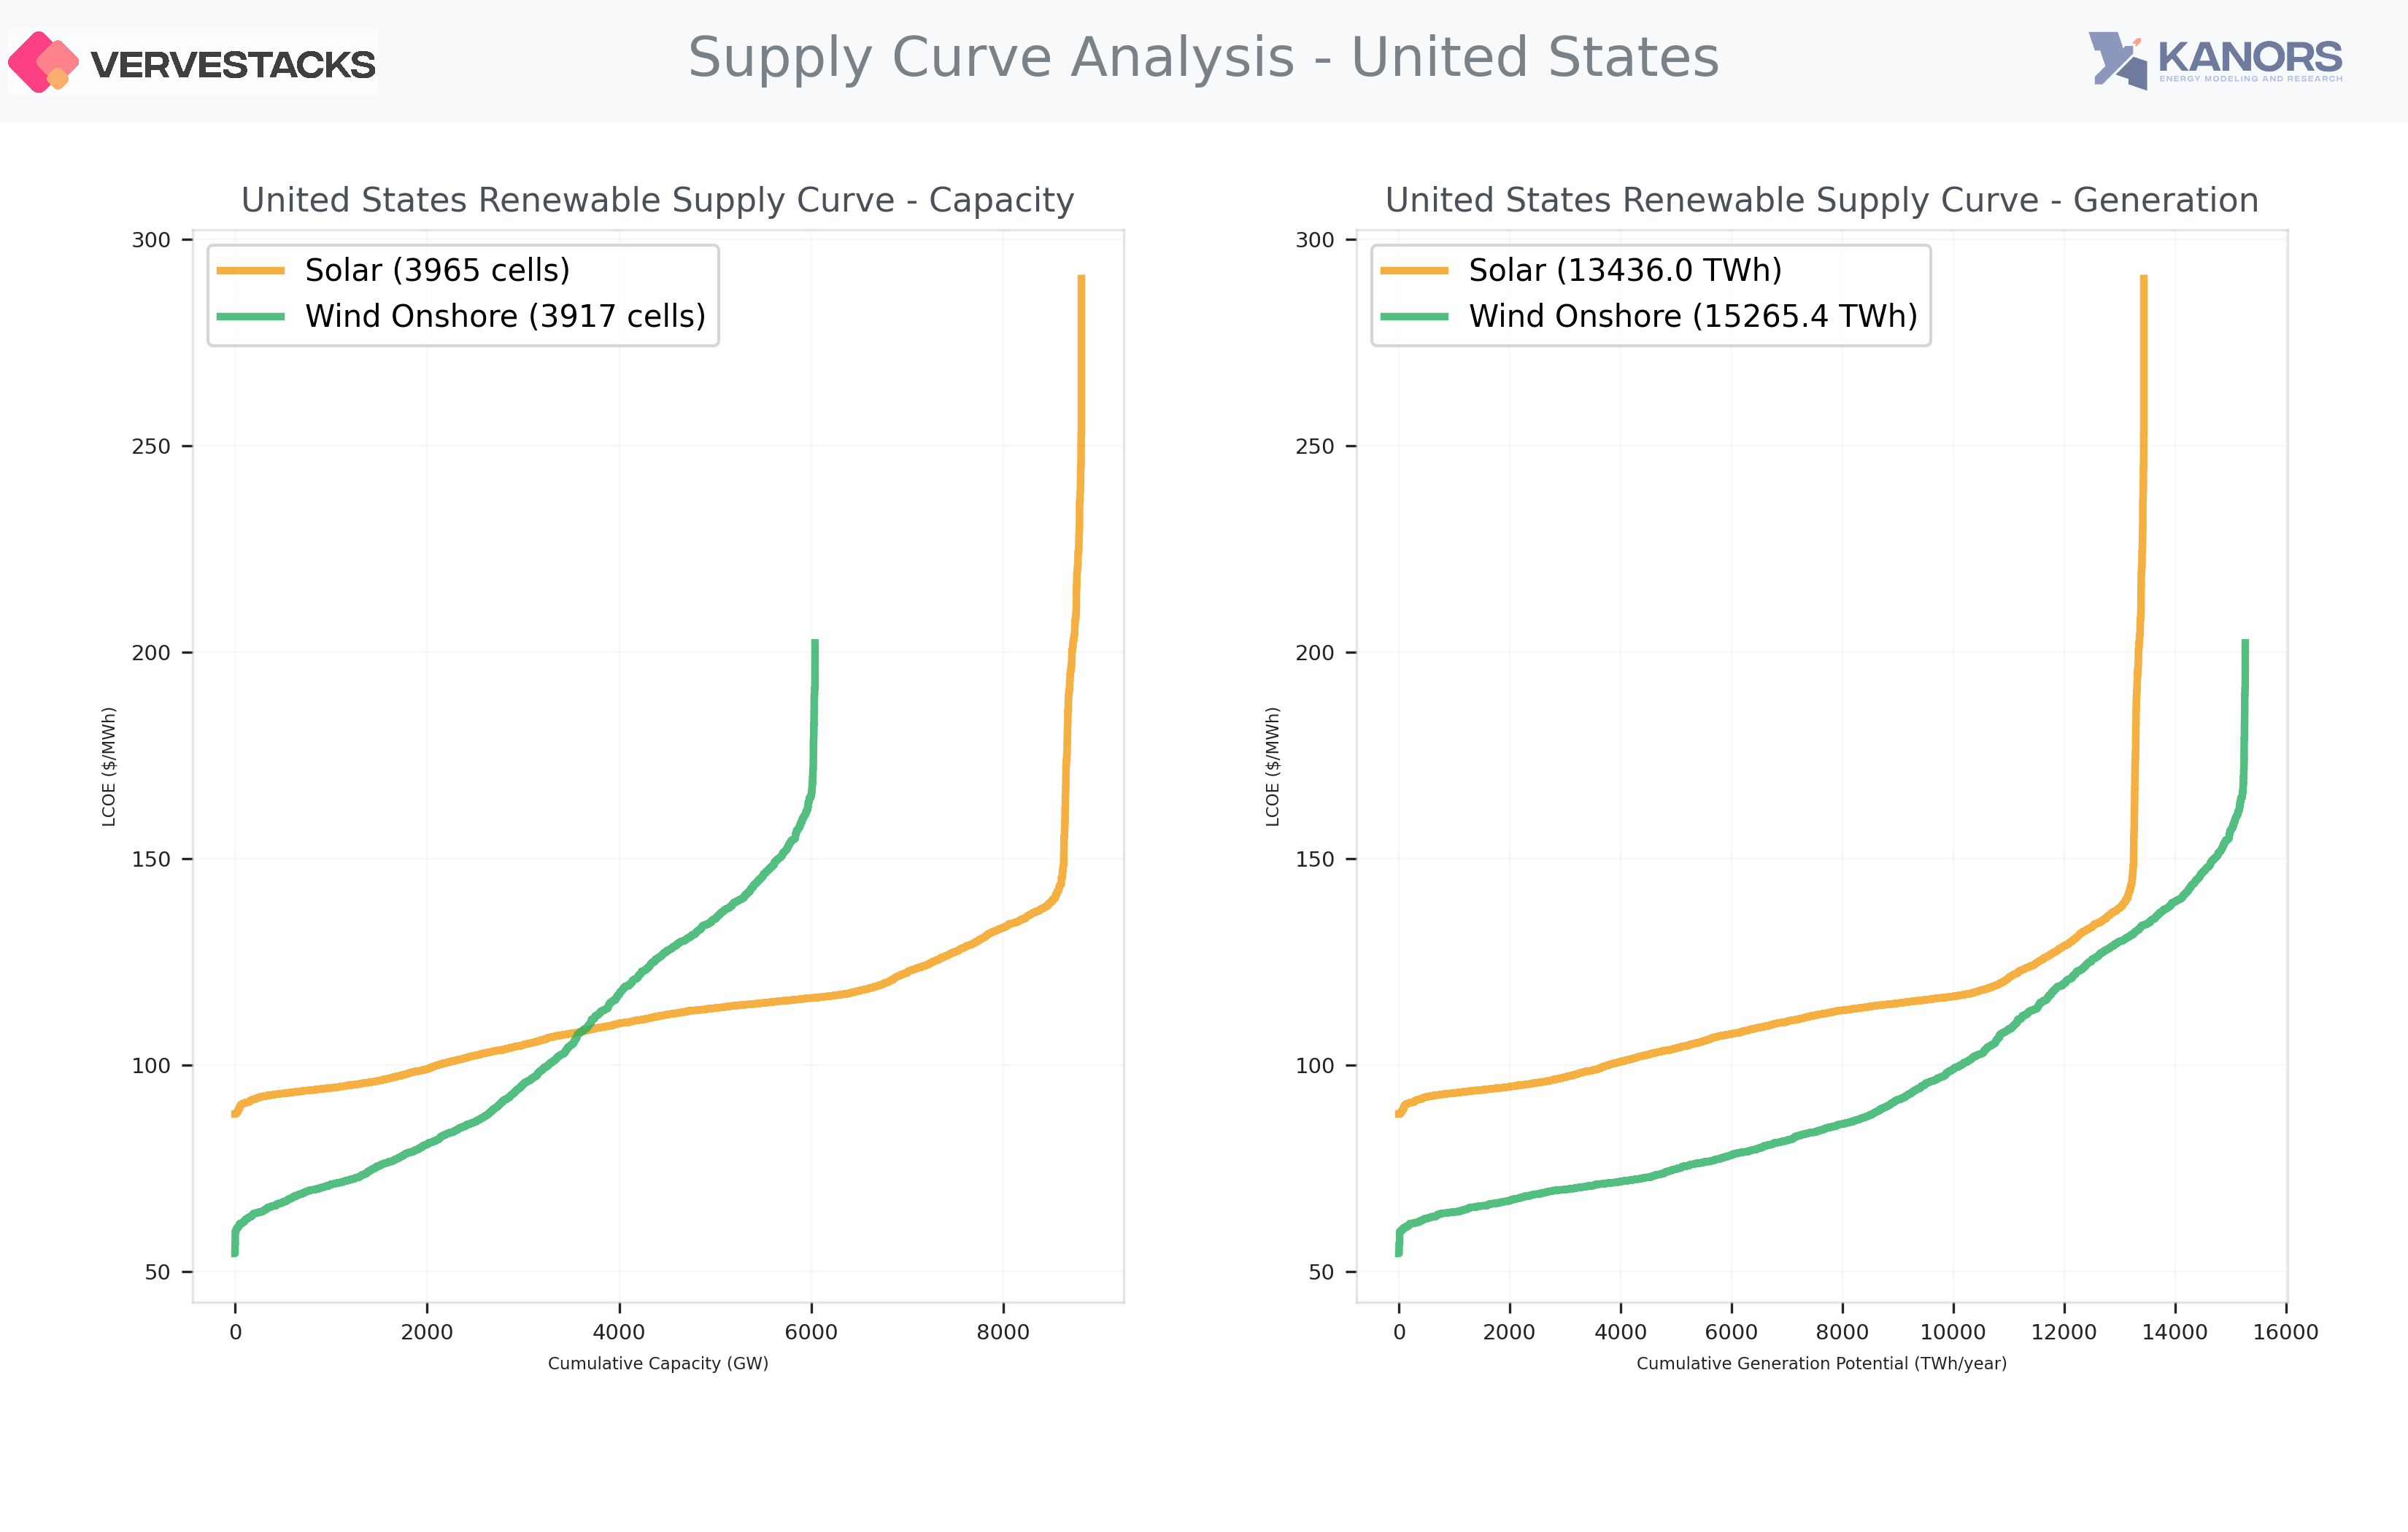 VERVESTACKS
Supply Curve Analysis - United States
KANORS
ENERGY MODELING AND RESEARCH
United States Renewable Supply Curve - Capacity
300
250
200
150
100
50
LCOE ($/MWh)
Solar (3965 cells)
Wind Onshore (3917 cells)
0 2000 4000 6000 8000
Cumulative Capacity (GW)
United States Renewable Supply Curve - Generation
300
250
200
150
100
50
LCOE ($/MWh)
Solar (13436.0 TWh)
Wind Onshore (15265.4 TWh)
0 2000 4000 6000 8000 10000 12000 14000 16000
Cumulative Generation Potential (TWh/year)